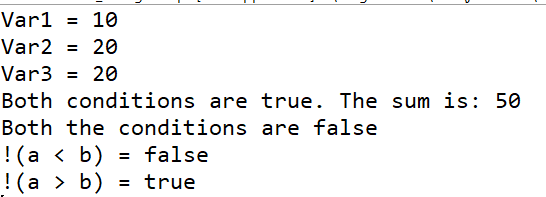 Var1 = 10
Var2 = 20
Var3 = 20
Both conditions are true. The sum is: 50
Both the conditions are false
!(a < b) = false
!(a > b) = true